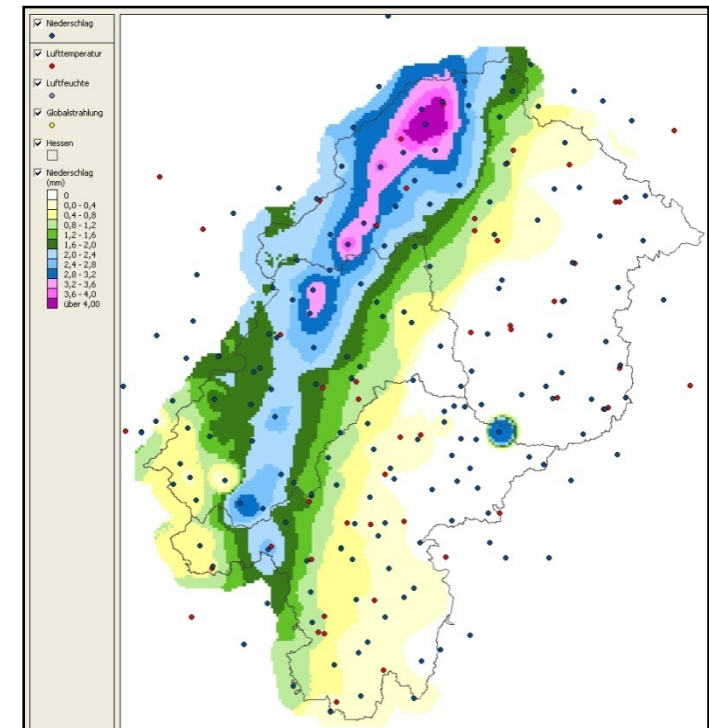 Niederschlag
Lufttemperatur
Luftfeuchte
Globalstrahlung
Hessen
Niederschlag
(mm)
0
0,0 - 0,4
0,4 - 0,8
0,8 - 1,2
1,2 - 1,6
1,6 - 2,0
2,0 - 2,4
2,4 - 2,8
2,8 - 3,2
3,2 - 3,6
3,6 - 4,0
über 4,00